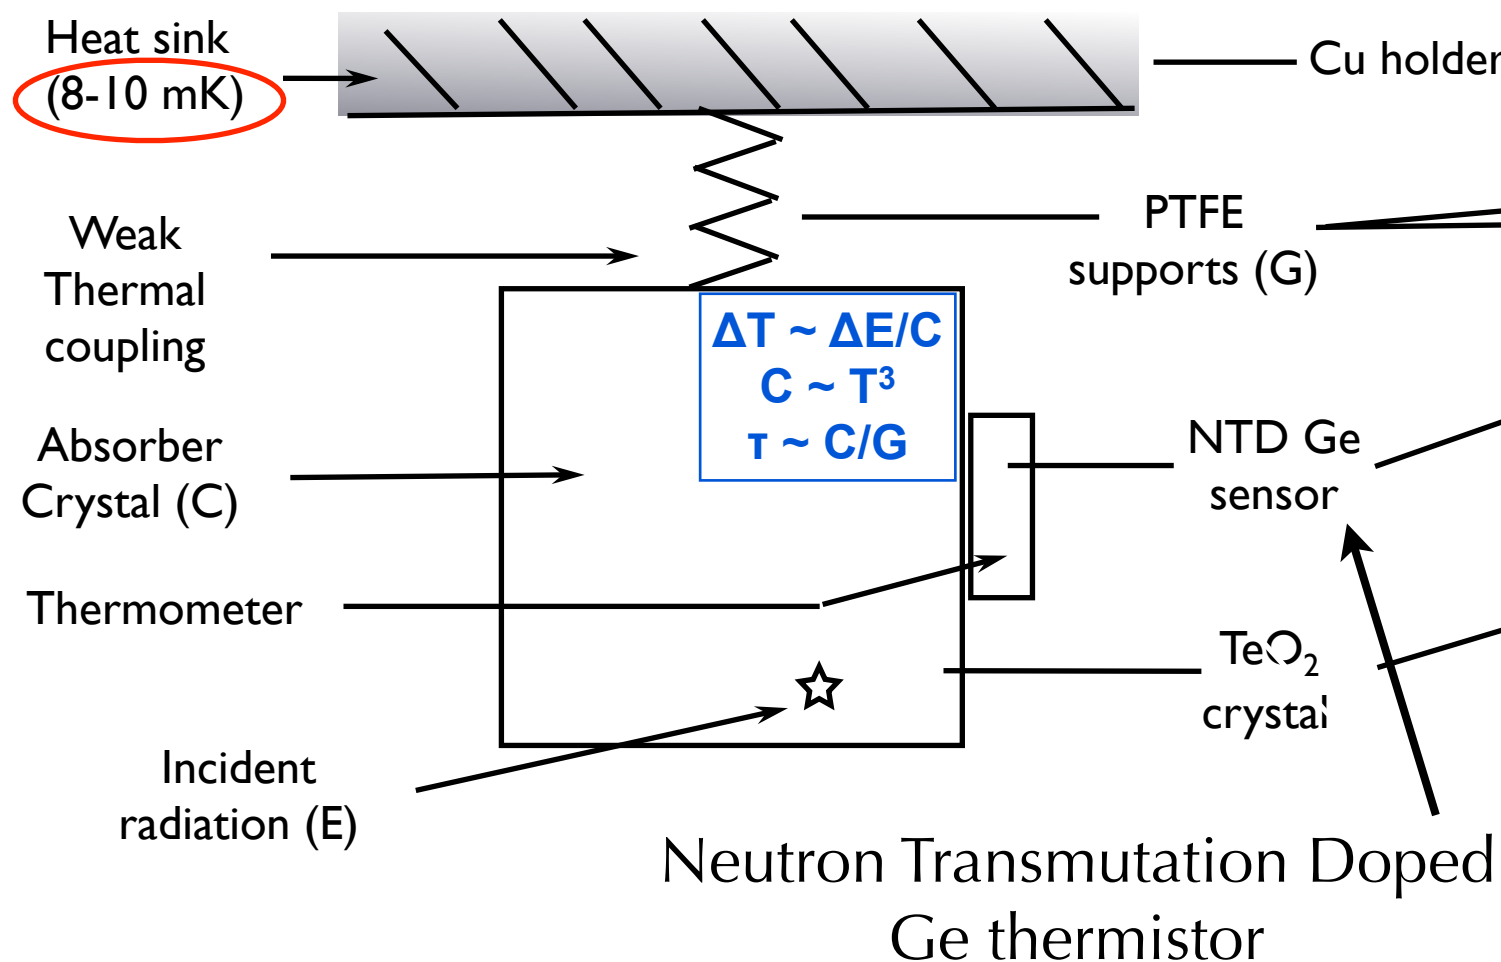 Heat sink
(8-10 mK)
Cu holder
Weak
Thermal
coupling
PTFE
supports (G)
ΔT ~ ΔE/C
C ~ T³
τ ~ C/G
Absorber
Crystal (C)
NTD Ge
sensor
Thermometer
TeO₂
crystal
Incident
radiation (E)
Neutron Transmutation Doped
Ge thermistor